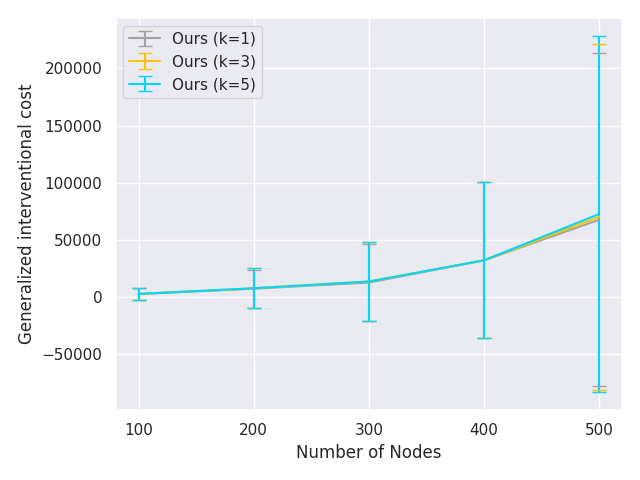 Ours (k=1)
Ours (k=3)
Ours (k=5)
Generalized interventional cost
200000
150000
100000
50000
0
−50000
100 200 300 400 500
Number of Nodes